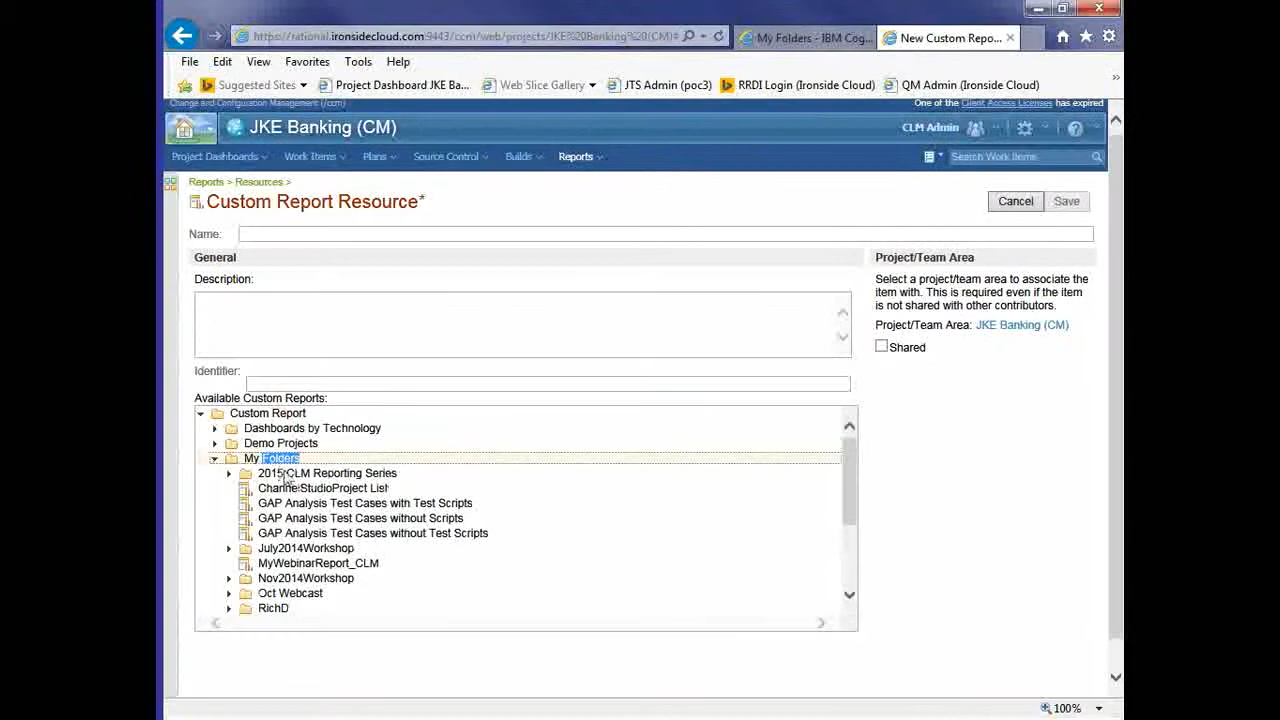 https://rational.ironsidecloud.com:9443/ccm/web/projects/JKE%20Banking%20(CM)#
My Folders - IBM Cog...
New Custom Repo...
File Edit View Favorites Tools Help
Suggested Sites
Project Dashboard JKE Ba...
Web Slice Gallery
JTS Admin (poc3)
RRDI Login (Ironside Cloud)
QM Admin (Ironside Cloud)
Change and Configuration Management (/ccm)
One of the Client Access Licenses has expired
JKE Banking (CM)
CLM Admin
Project Dashboards Work Items Plans Source Control Builds Reports
Search Work Items
Reports > Resources >
Custom Report Resource*
Cancel Save
Name:
General
Project/Team Area
Description:
Select a project/team area to associate the
item with. This is required even if the item
is not shared with other contributors.
Project/Team Area: JKE Banking (CM)
Shared
Identifier:
Available Custom Reports:
Custom Report
Dashboards by Technology
Demo Projects
My Folders
2015 CLM Reporting Series
ChannelStudioProject List
GAP Analysis Test Cases with Test Scripts
GAP Analysis Test Cases without Scripts
GAP Analysis Test Cases without Test Scripts
July2014Workshop
MyWebinarReport_CLM
Nov2014Workshop
Oct Webcast
RichD
100%